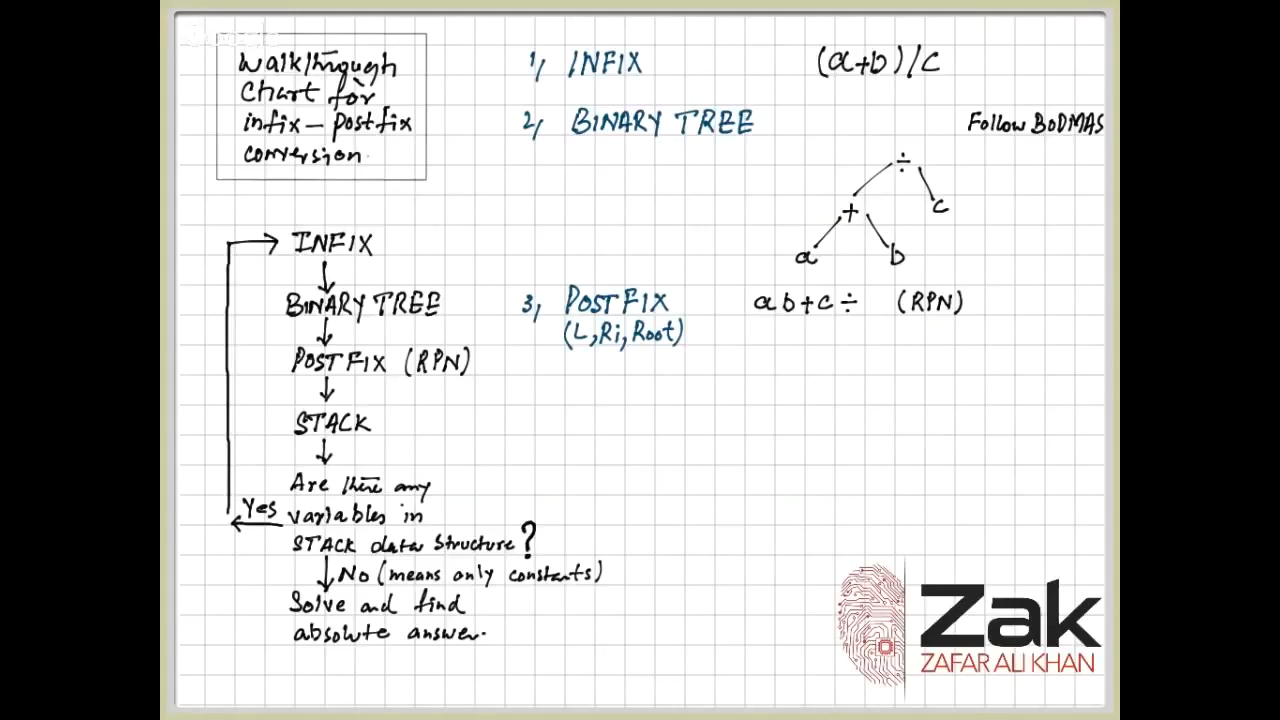 Walkthrough
Chart for
infix - Postfix
conversion.
INFIX
BINARY TREE
POSTFIX (RPN)
STACK
Are there any
variables in
STACK data structure?
Yes
No (means only constants)
Solve and find
absolute answer.
1, INFIX
(a+b)/c
2, BINARY TREE
Follow BODMAS
÷
+ c
a b
3, POSTFIX
(L, Ri, Root)
ab+c÷ (RPN)
Zak
ZAFAR ALI KHAN